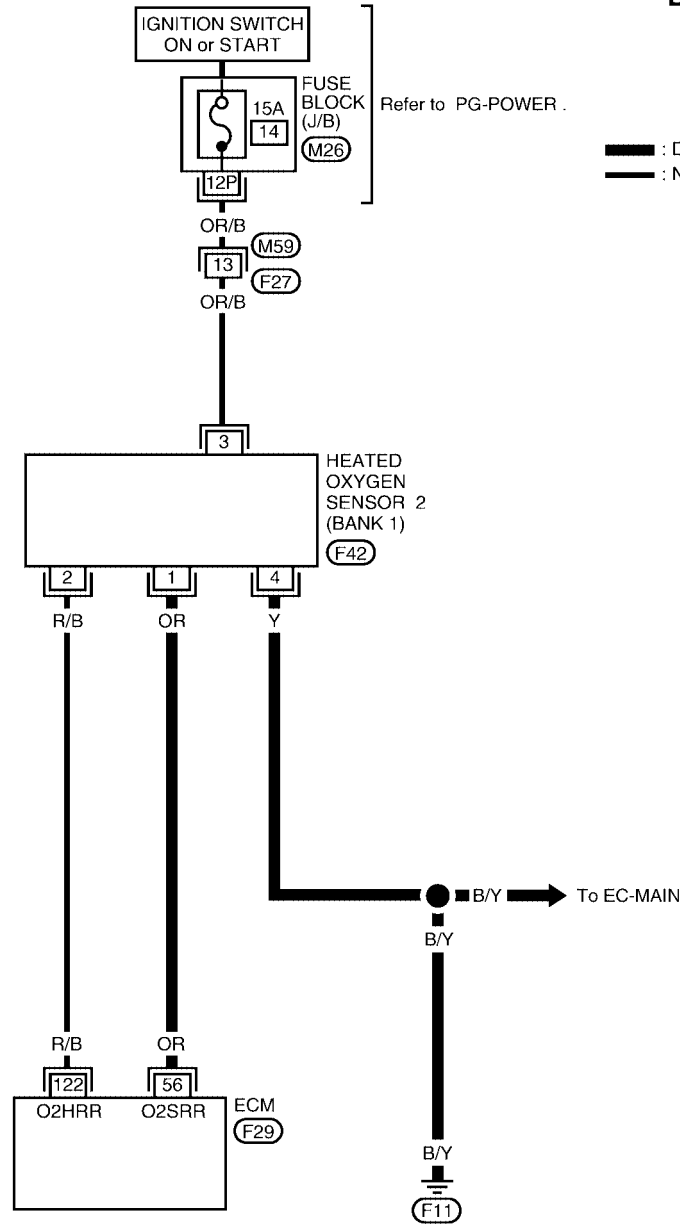 IGNITION SWITCH
ON or START
FUSE
BLOCK
(J/B)
M26
15A
14
Refer to PG-POWER .
12P
OR/B
M59
13
F27
OR/B
3
HEATED
OXYGEN
SENSOR 2
(BANK 1)
F42
2 1 4
R/B OR Y
B/Y To EC-MAIN
B/Y
R/B OR
122 56
O2HRR O2SRR
ECM
F29
B/Y
F11